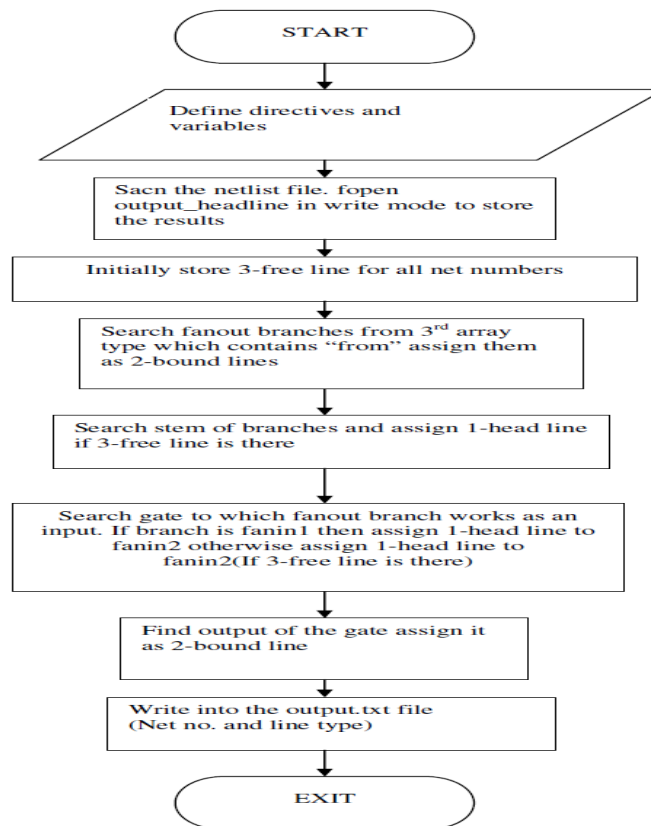 START
Define directives and
variables
Sacn the netlist file. fopen
output_headline in write mode to store
the results
Initially store 3-free line for all net numbers
Search fanout branches from 3rd array
type which contains “from” assign them
as 2-bound lines
Search stem of branches and assign 1-head line
if 3-free line is there
Search gate to which fanout branch works as an
input. If branch is fanin1 then assign 1-head line to
fanin2 otherwise assign 1-head line to
fanin2(If 3-free line is there)
Find output of the gate assign it
as 2-bound line
Write into the output.txt file
(Net no. and line type)
EXIT